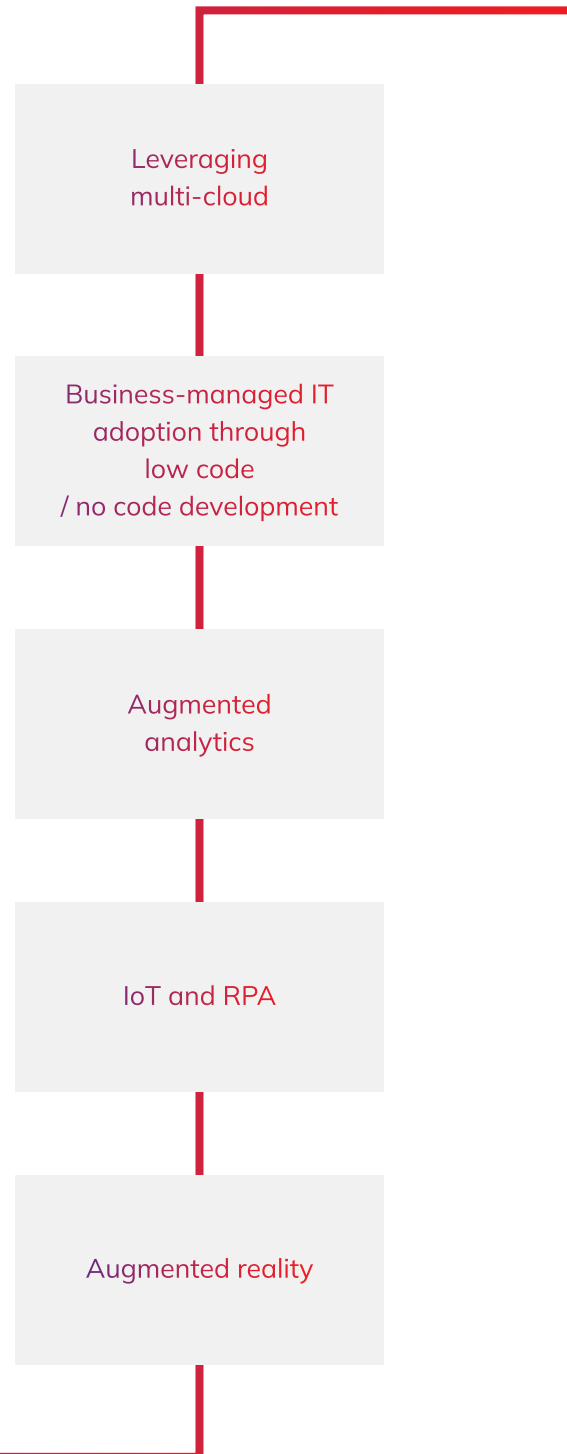 Leveraging
multi-cloud
Business-managed IT
adoption through
low code
/ no code development
Augmented
analytics
IoT and RPA
Augmented reality